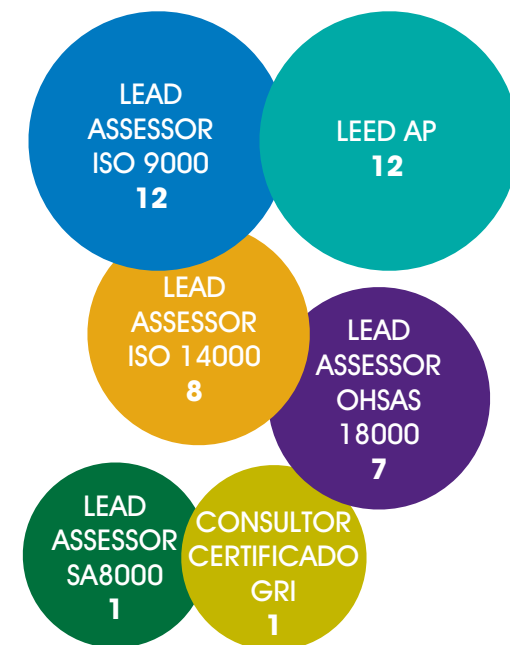 LEAD
ASSESSOR
ISO 9000
12
LEED AP
12
LEAD
ASSESSOR
ISO 14000
8
LEAD
ASSESSOR
OHSAS
18000
7
LEAD
ASSESSOR
SA8000
1
CONSULTOR
CERTIFICADO
GRI
1